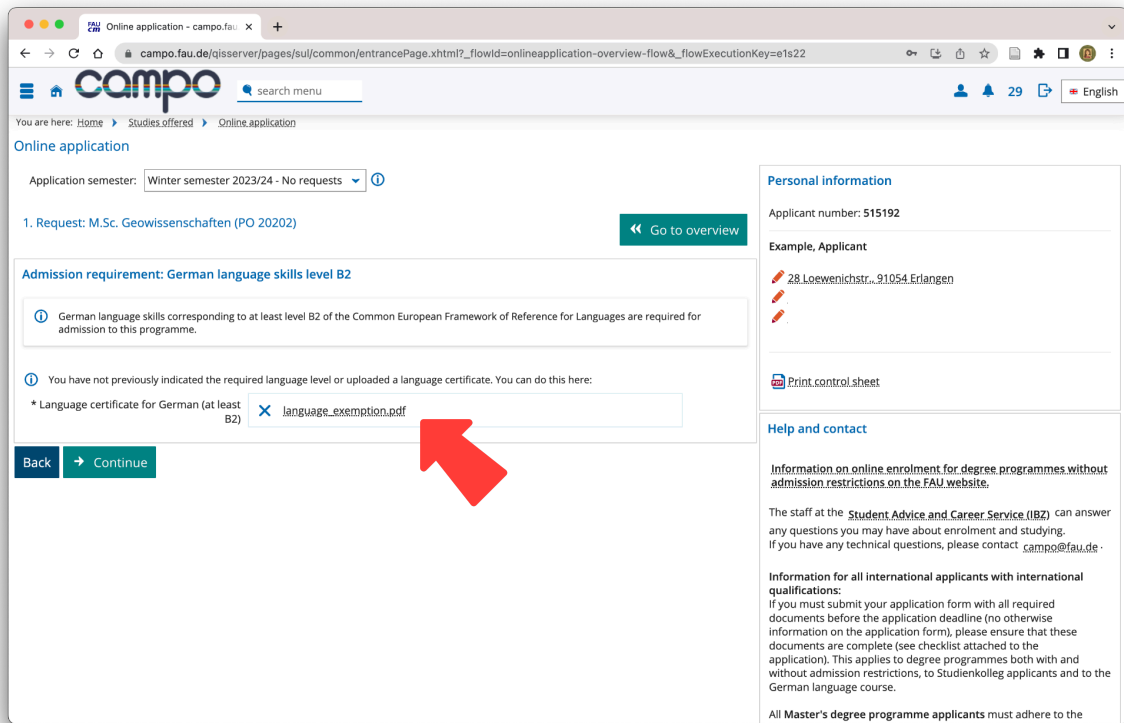 FAU
cm
Online application - campo.fau
campo.fau.de/qisserver/pages/sul/common/entrancePage.xhtml?_flowId=onlineapplication-overview-flow&_flowExecutionKey=e1s22
campo
search menu
29
English
You are here: Home
Studies offered
Online application
Online application
Application semester: Winter semester 2023/24 - No requests
1. Request: M.Sc. Geowissenschaften (PO 20202)
Go to overview
Admission requirement: German language skills level B2
German language skills corresponding to at least level B2 of the Common European Framework of Reference for Languages are required for
admission to this programme.
You have not previously indicated the required language level or uploaded a language certificate. You can do this here:
* Language certificate for German (at least
B2)
language_exemption.pdf
Back
Continue
Personal information
Applicant number: 515192
Example, Applicant
28 Loewenichstr., 91054 Erlangen
PDF
Print control sheet
Help and contact
Information on online enrolment for degree programmes without
admission restrictions on the FAU website.
The staff at the Student Advice and Career Service (IBZ) can answer
any questions you may have about enrolment and studying.
If you have any technical questions, please contact campo@fau.de .
Information for all international applicants with international
qualifications:
If you must submit your application form with all required
documents before the application deadline (no otherwise
information on the application form), please ensure that these
documents are complete (see checklist attached to the
application). This applies to degree programmes both with and
without admission restrictions, to Studienkolleg applicants and to the
German language course.
All Master's degree programme applicants must adhere to the